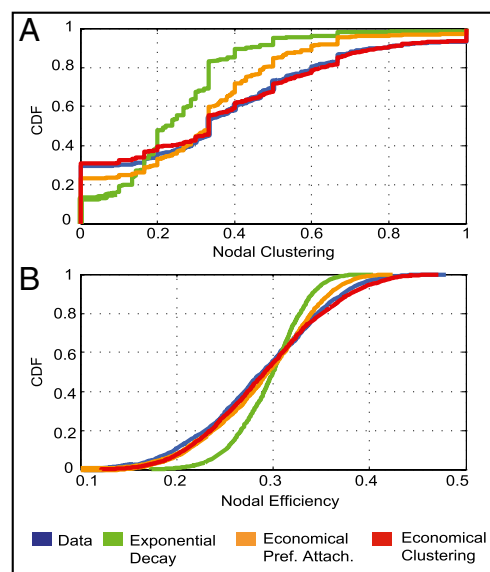 A
1
0.8
0.6
0.4
0.2
0
CDF
0 0.2 0.4 0.6 0.8 1
Nodal Clustering
B
1
0.8
0.6
0.4
0.2
0
CDF
0.1 0.2 0.3 0.4 0.5
Nodal Efficiency
Data
Exponential
Decay
Economical
Pref. Attach.
Economical
Clustering